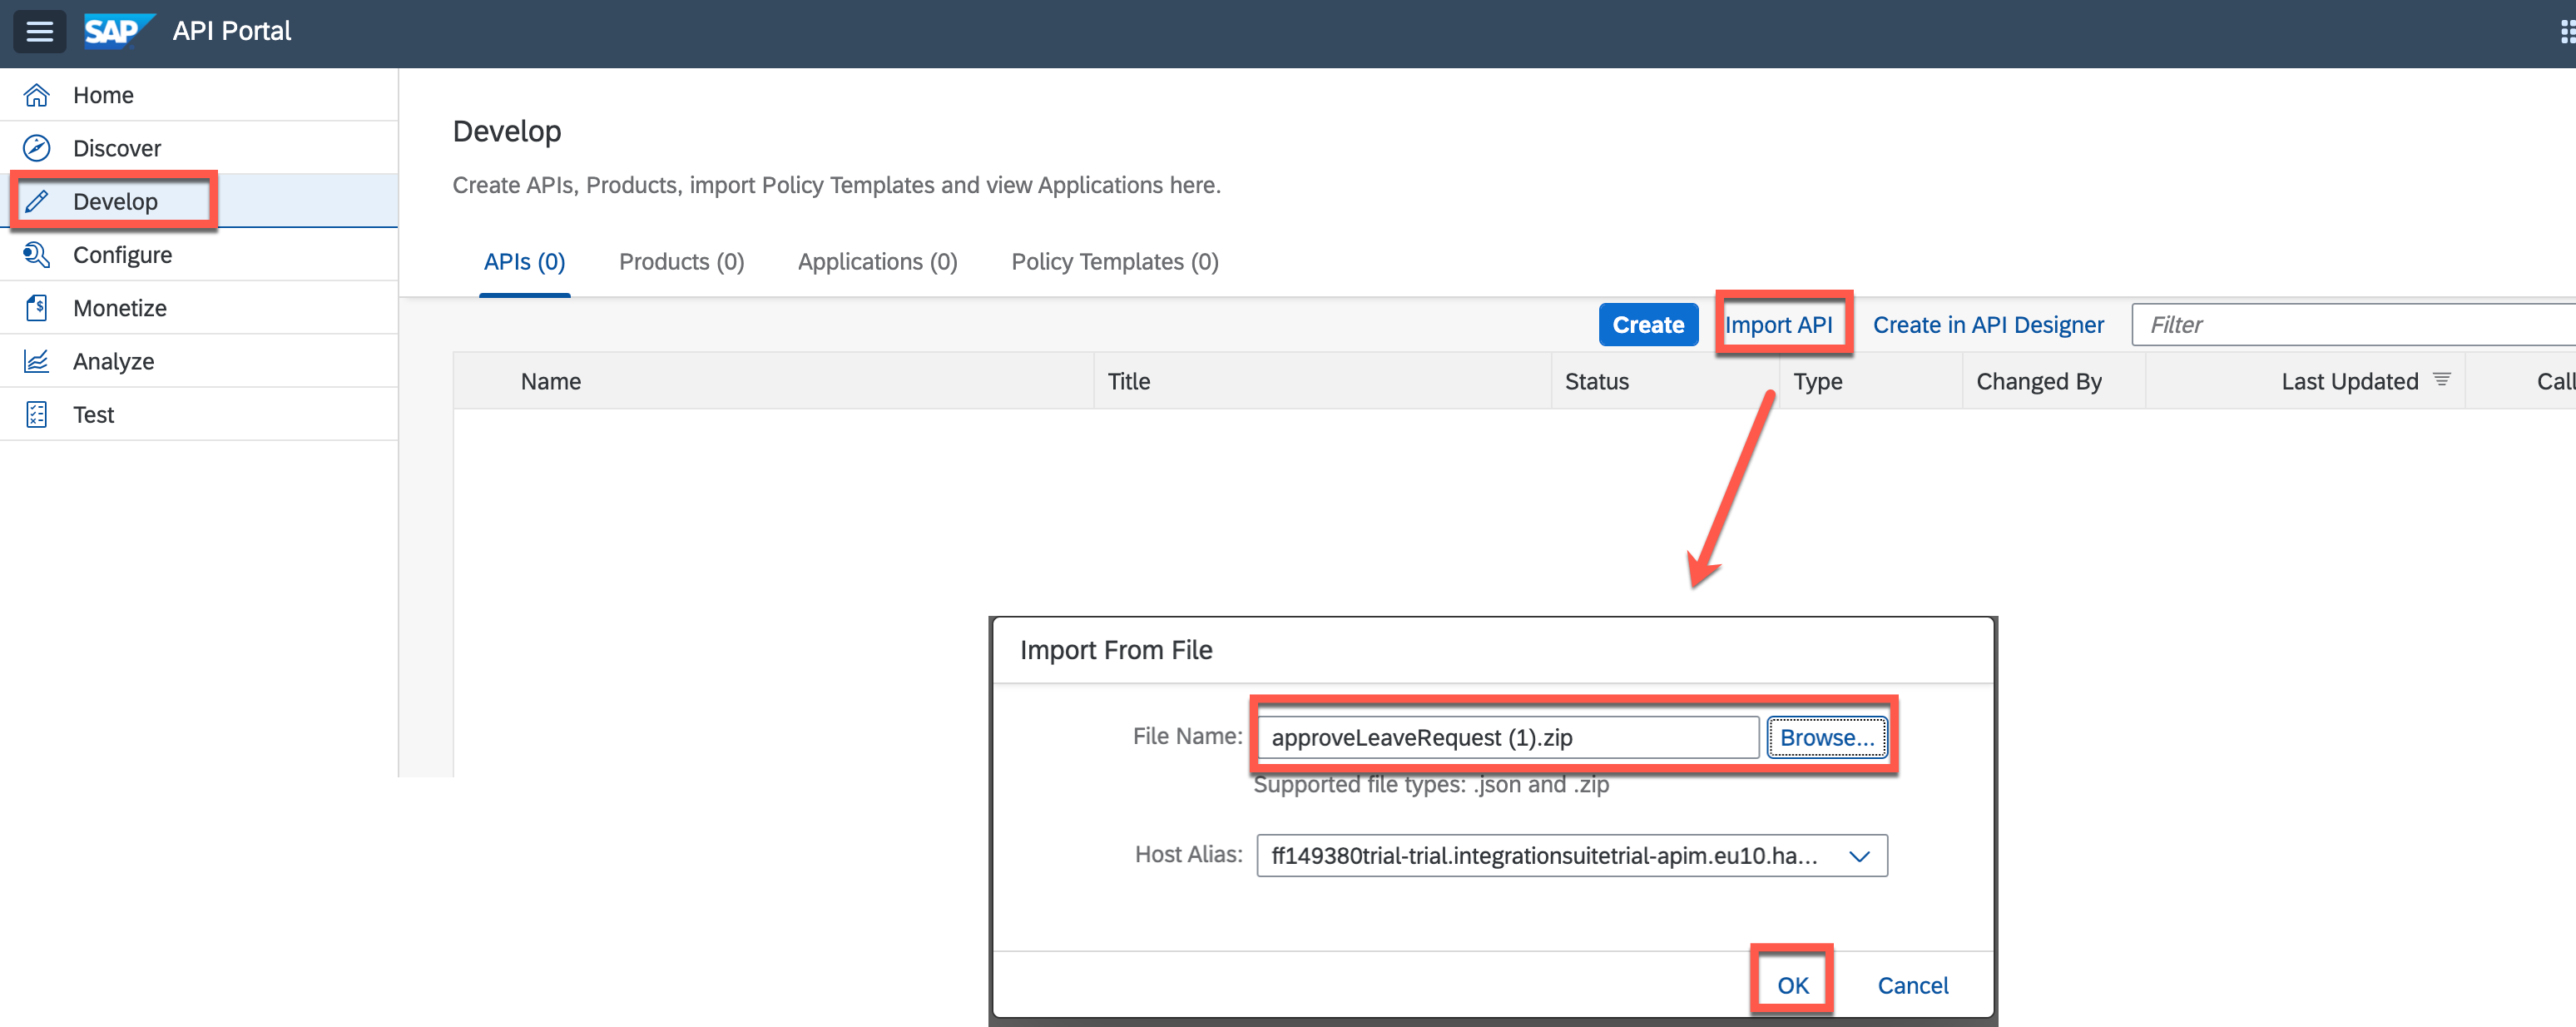 SAP API Portal
Home
Discover
Develop
Configure
Monetize
Analyze
Test
Develop
Create APIs, Products, import Policy Templates and view Applications here.
APIs (0) Products (0) Applications (0) Policy Templates (0)
Create Import API Create in API Designer Filter
Name Title Status Type Changed By Last Updated Call
Import From File
File Name: approveLeaveRequest (1).zip Browse...
Supported file types: .json and .zip
Host Alias: ff149380trial-trial.integrationsuitetrial-apim.eu10.ha...
OK Cancel